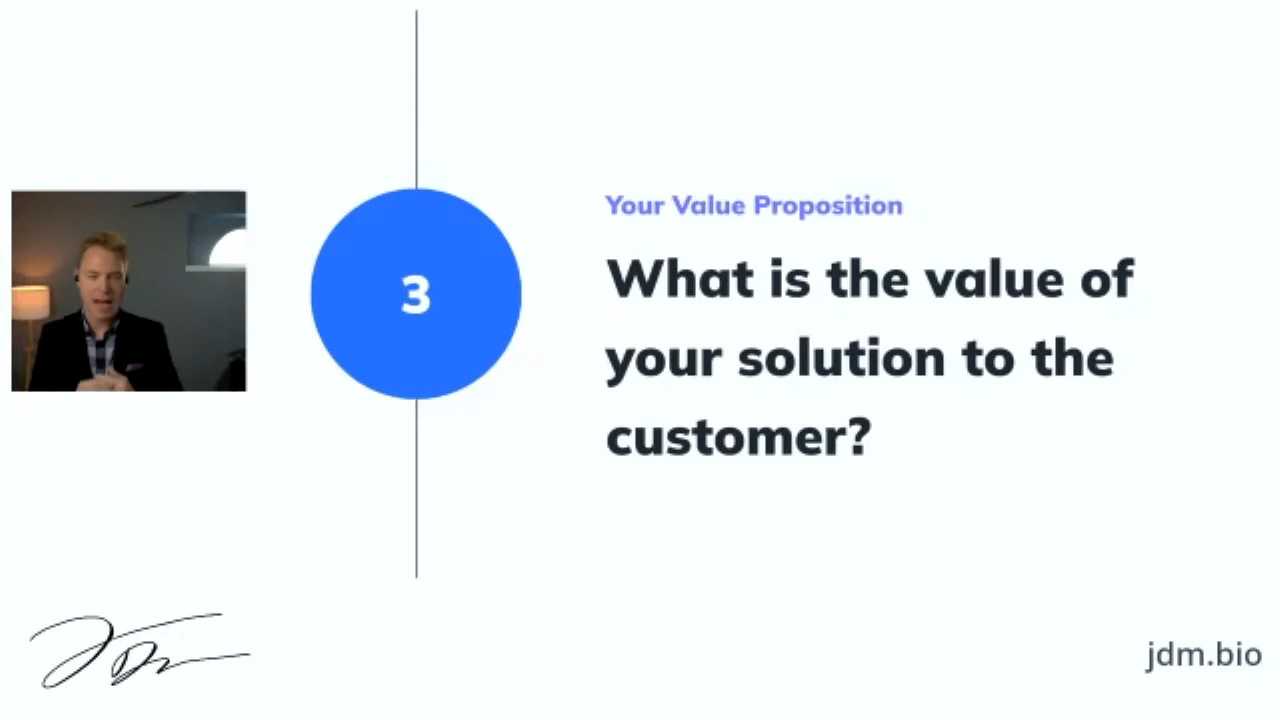 Your Value Proposition
3
What is the value of
your solution to the
customer?
jdm.bio